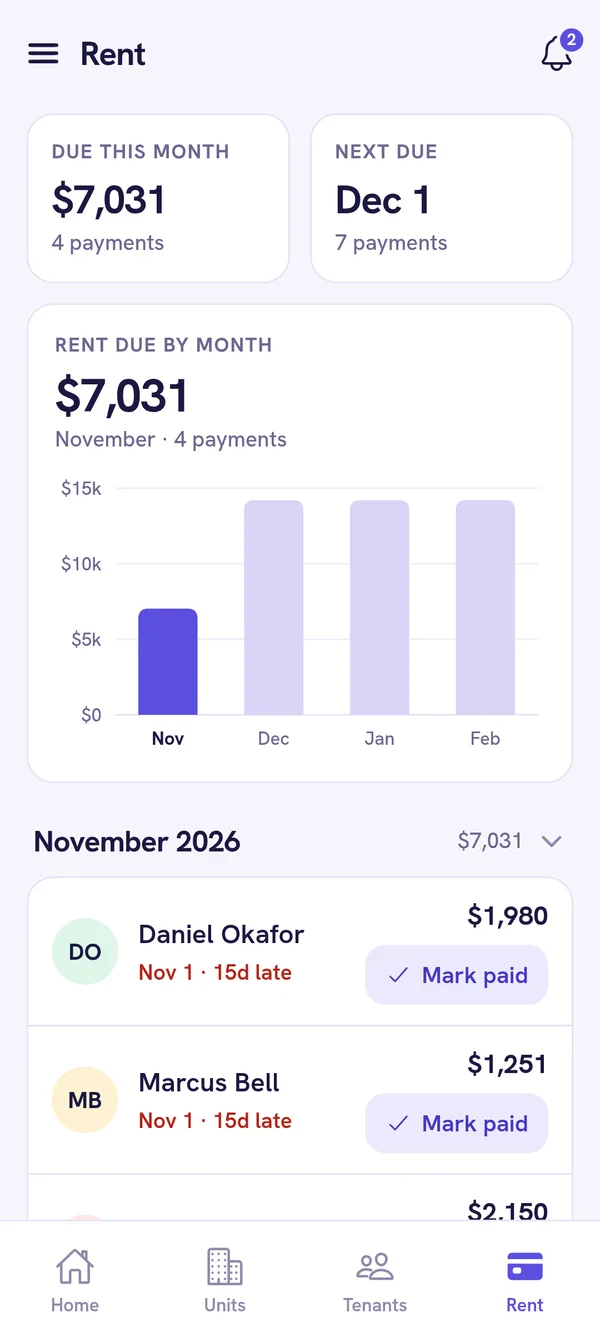 Rent
2
DUE THIS MONTH
$7,031
4 payments
NEXT DUE
Dec 1
7 payments
RENT DUE BY MONTH
$7,031
November · 4 payments
$15k
$10k
$5k
$0
Nov
Dec
Jan
Feb
November 2026
$7,031
DO
Daniel Okafor
Nov 1 · 15d late
$1,980
Mark paid
MB
Marcus Bell
Nov 1 · 15d late
$1,251
Mark paid
$2,150
Home
Units
Tenants
Rent